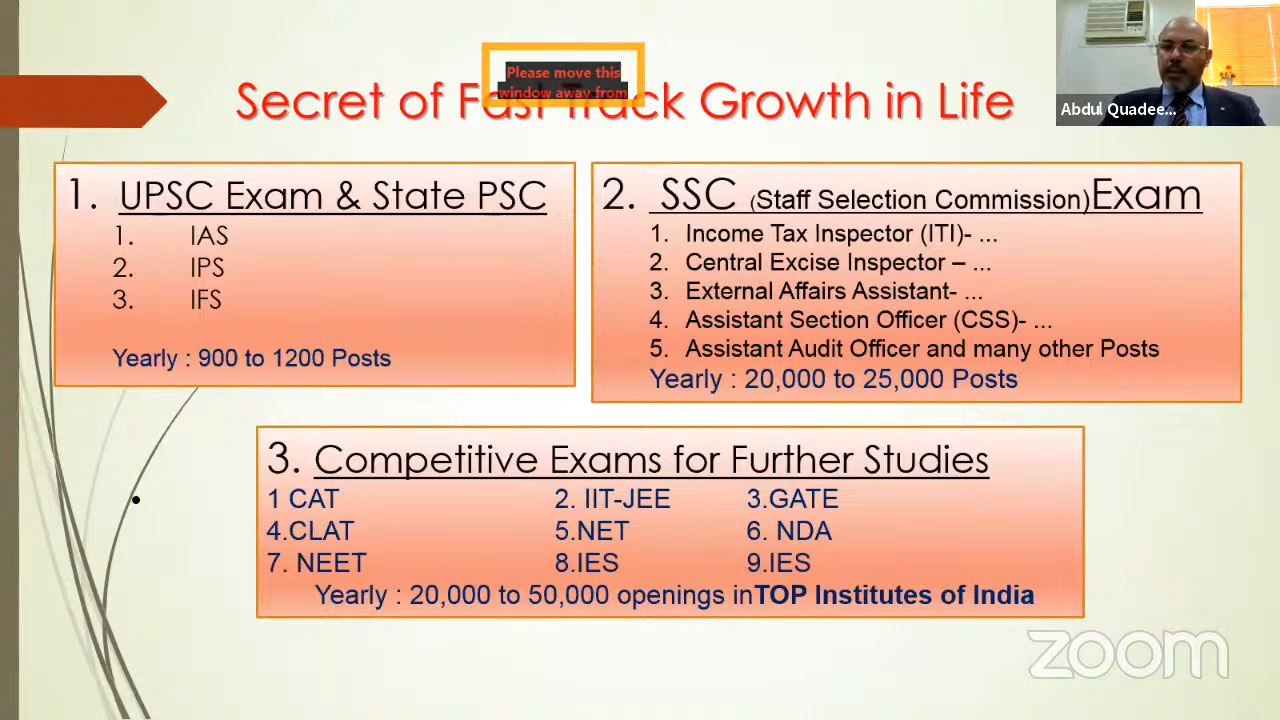 Please move this
window away from
Secret of Fast Track Growth in Life
Abdul Quadee...
1. UPSC Exam & State PSC
1. IAS
2. IPS
3. IFS
Yearly : 900 to 1200 Posts
2. SSC (Staff Selection Commission)Exam
1. Income Tax Inspector (ITI)- ...
2. Central Excise Inspector – ...
3. External Affairs Assistant- ...
4. Assistant Section Officer (CSS)- ...
5. Assistant Audit Officer and many other Posts
Yearly : 20,000 to 25,000 Posts
3. Competitive Exams for Further Studies
1 CAT 2. IIT-JEE 3.GATE
4.CLAT 5.NET 6. NDA
7. NEET 8.IES 9.IES
Yearly : 20,000 to 50,000 openings inTOP Institutes of India
zoom